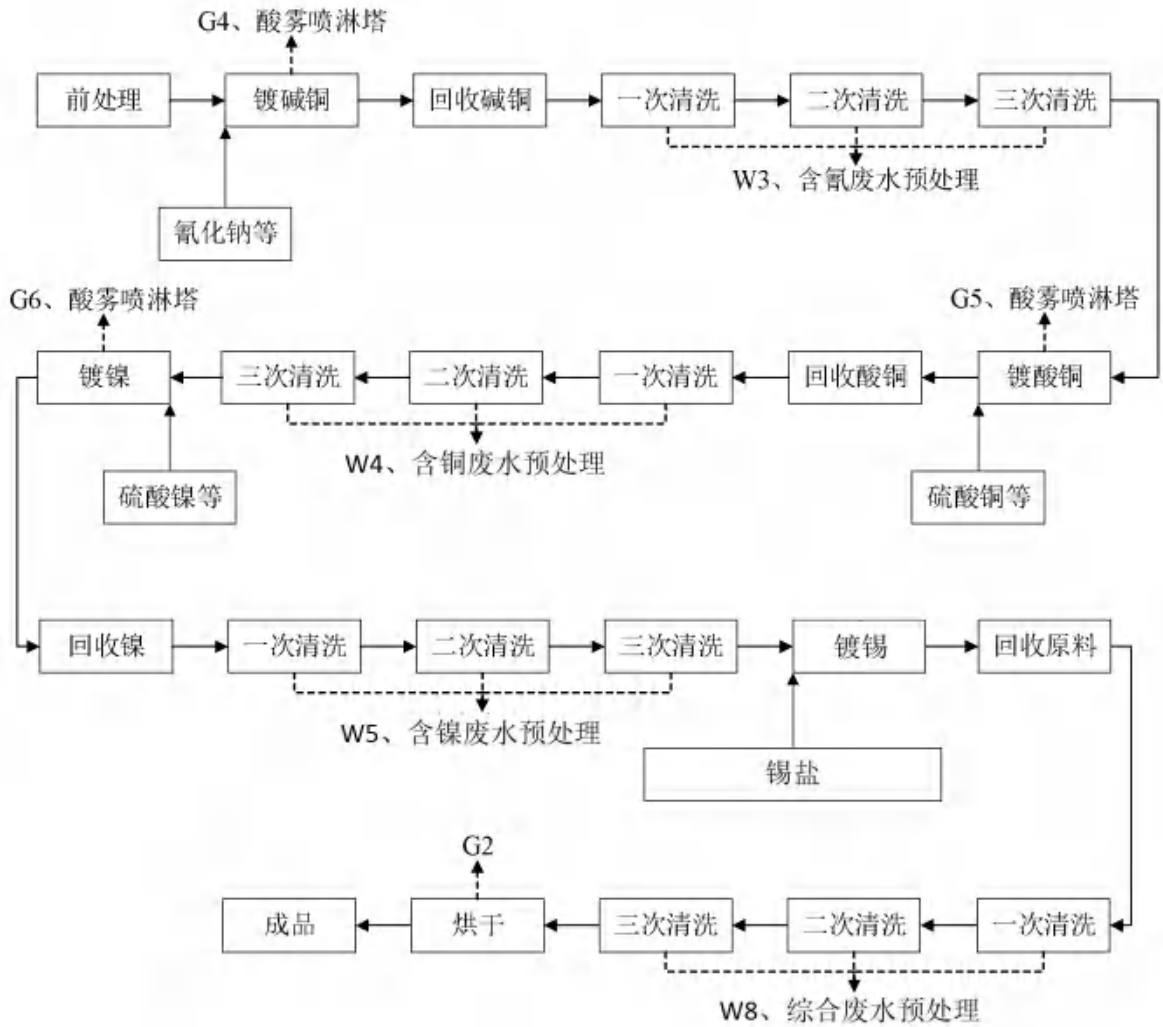 G4、酸雾喷淋塔
前处理
镀碱铜
回收碱铜
一次清洗
二次清洗
三次清洗
W3、含氰废水预处理
氰化钠等
G6、酸雾喷淋塔
G5、酸雾喷淋塔
镀镍
三次清洗
二次清洗
一次清洗
回收酸铜
镀酸铜
W4、含铜废水预处理
硫酸镍等
硫酸铜等
回收镍
一次清洗
二次清洗
三次清洗
镀锡
回收原料
W5、含镍废水预处理
锡盐
G2
成品
烘干
三次清洗
二次清洗
一次清洗
W8、综合废水预处理